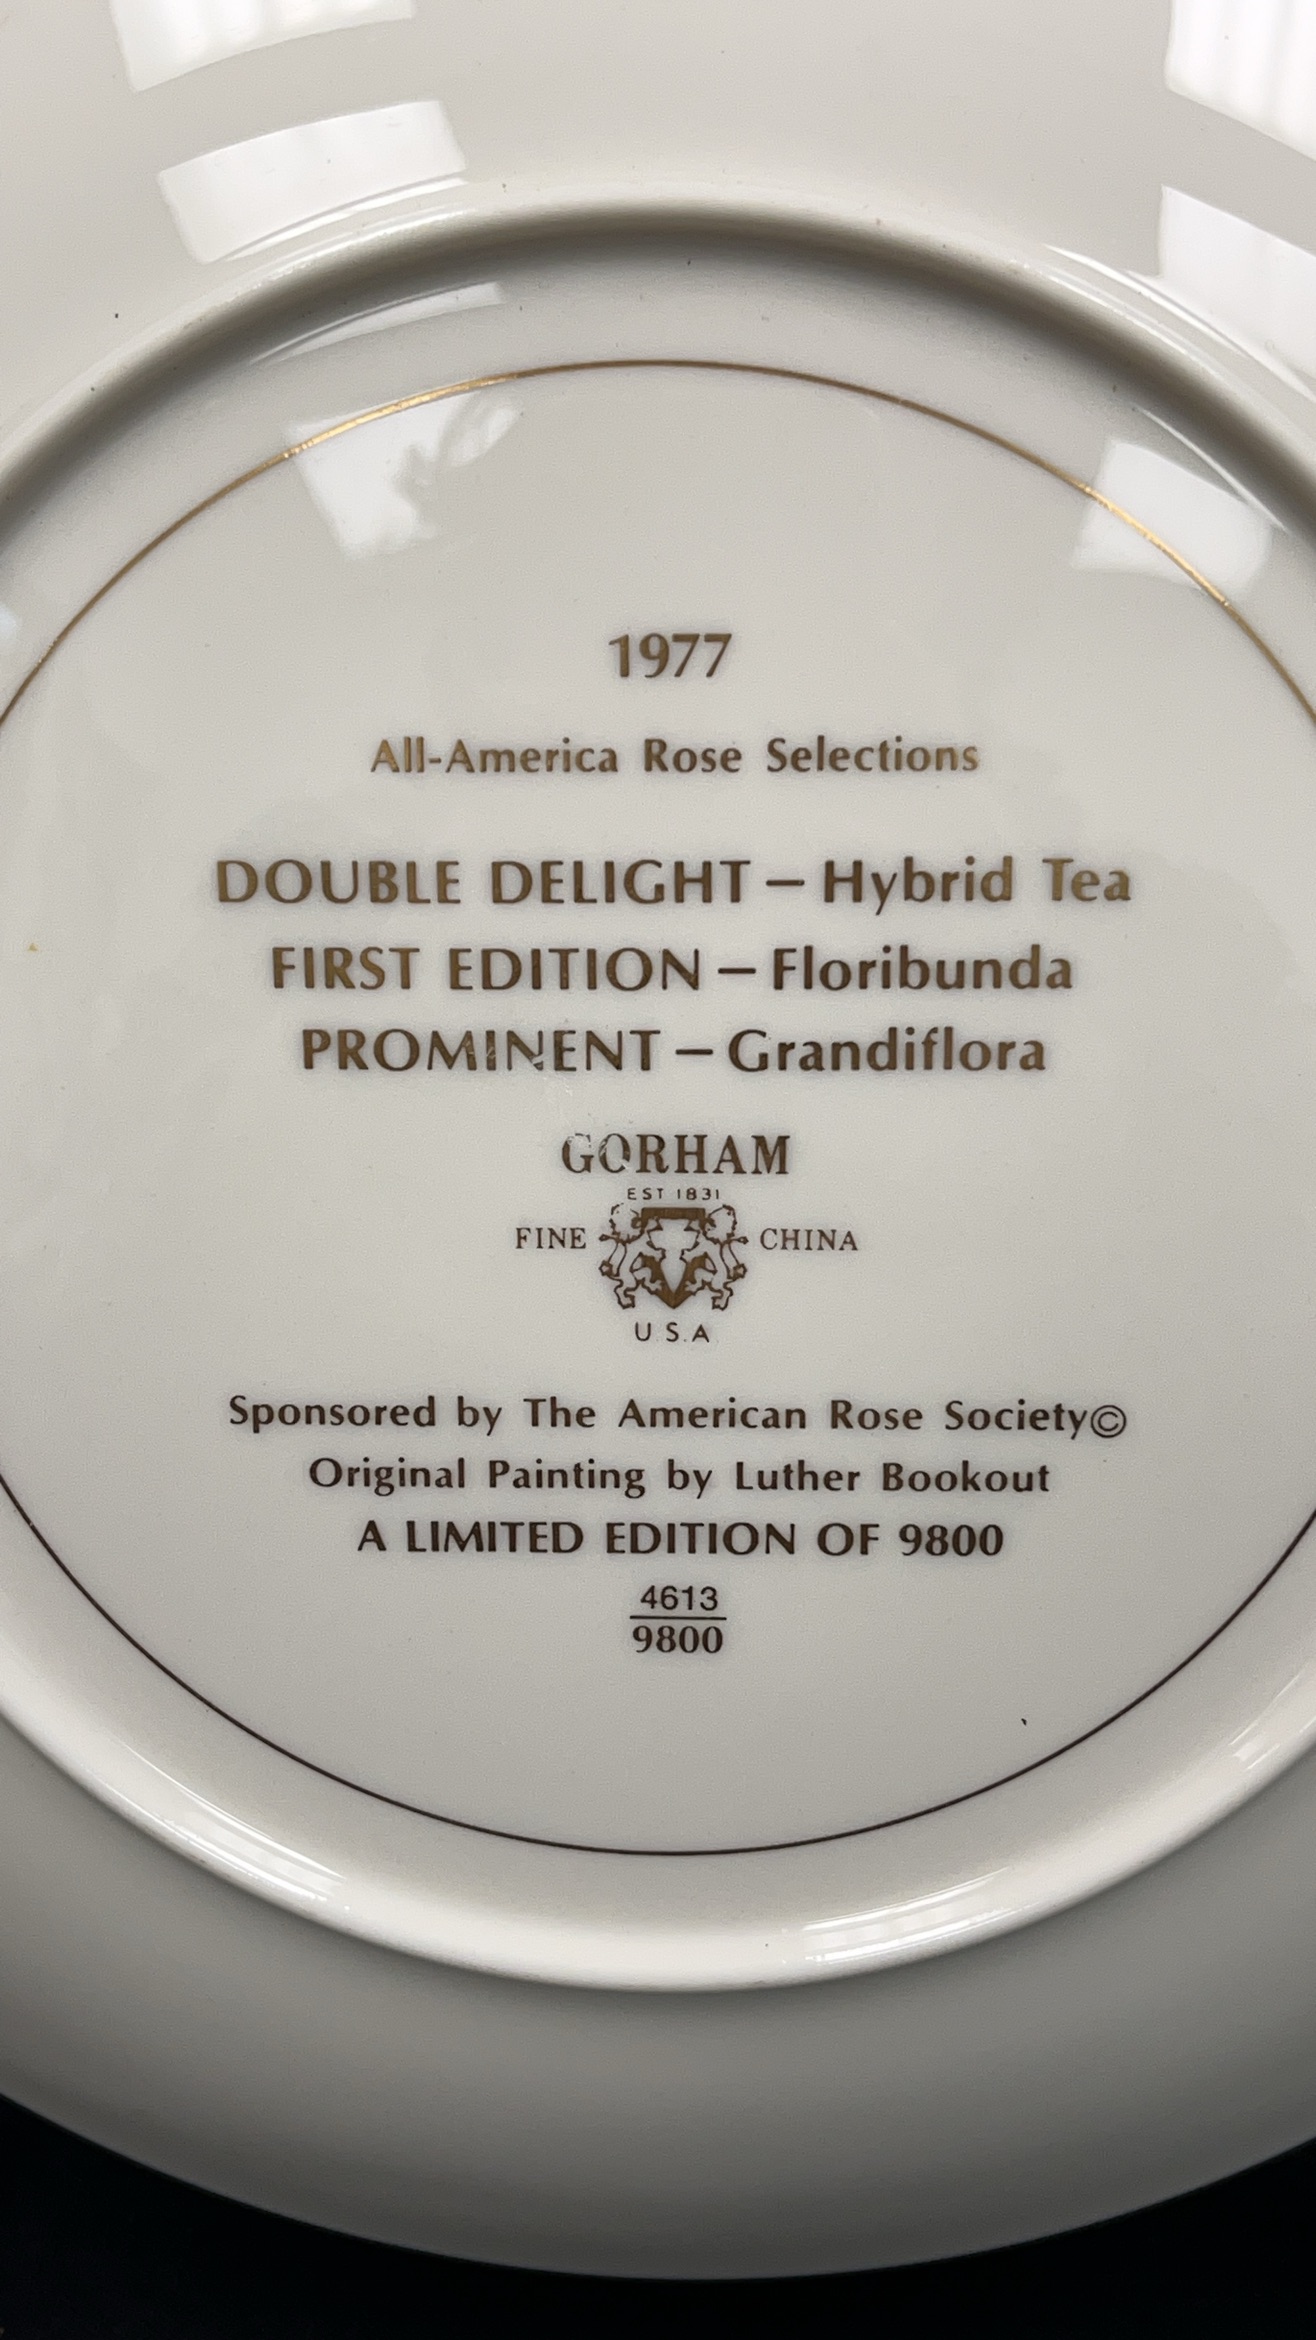 1977
All-America Rose Selections
DOUBLE DELIGHT – Hybrid Tea
FIRST EDITION – Floribunda
PROMINENT – Grandiflora
GORHAM
EST 1831
FINE CHINA
U.S.A
Sponsored by The American Rose Society©
Original Painting by Luther Bookout
A LIMITED EDITION OF 9800
4613
9800